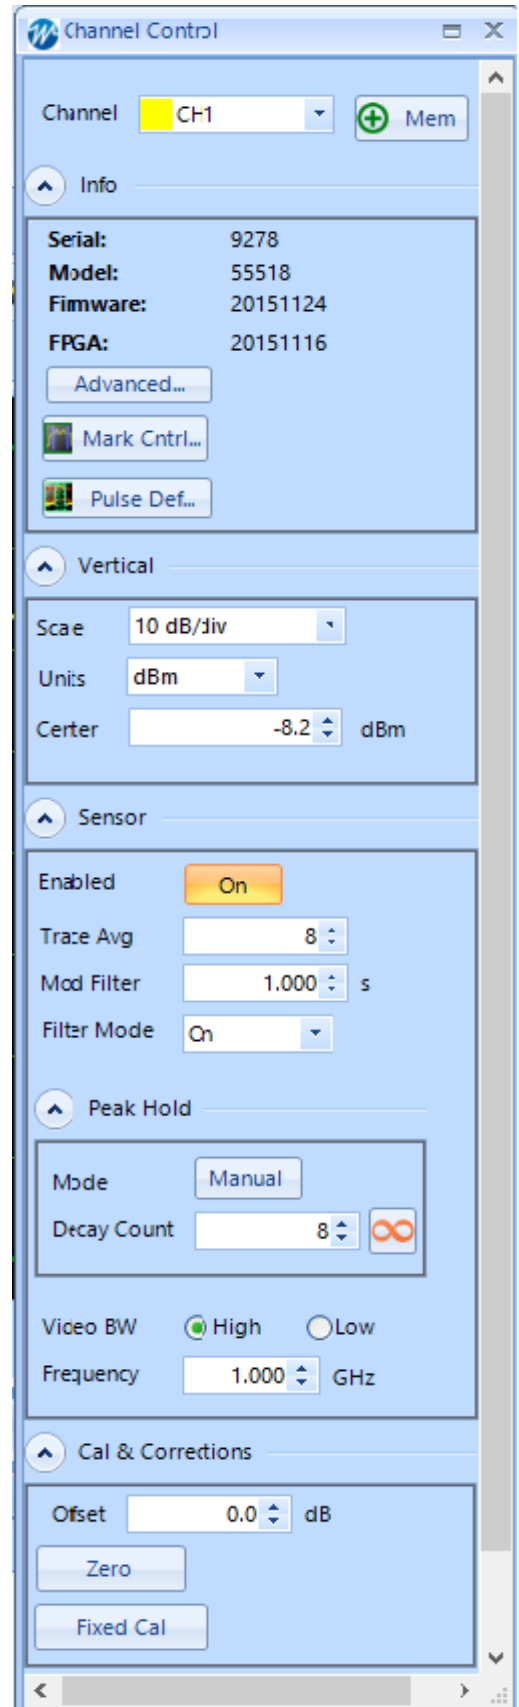 Channel Control
Channel CH1 Mem
Info
Serial: 9278
Model: 55518
Firmware: 20151124
FPGA: 20151116
Advanced...
Mark Cntrl...
Pulse Def...
Vertical
Scale 10 dB/div
Units dBm
Center -8.2 dBm
Sensor
Enabled On
Trace Avg 8
Mod Filter 1.000 s
Filter Mode On
Peak Hold
Mode Manual
Decay Count 8 ∞
Video BW High Low
Frequency 1.000 GHz
Cal & Corrections
Offset 0.0 dB
Zero
Fixed Cal